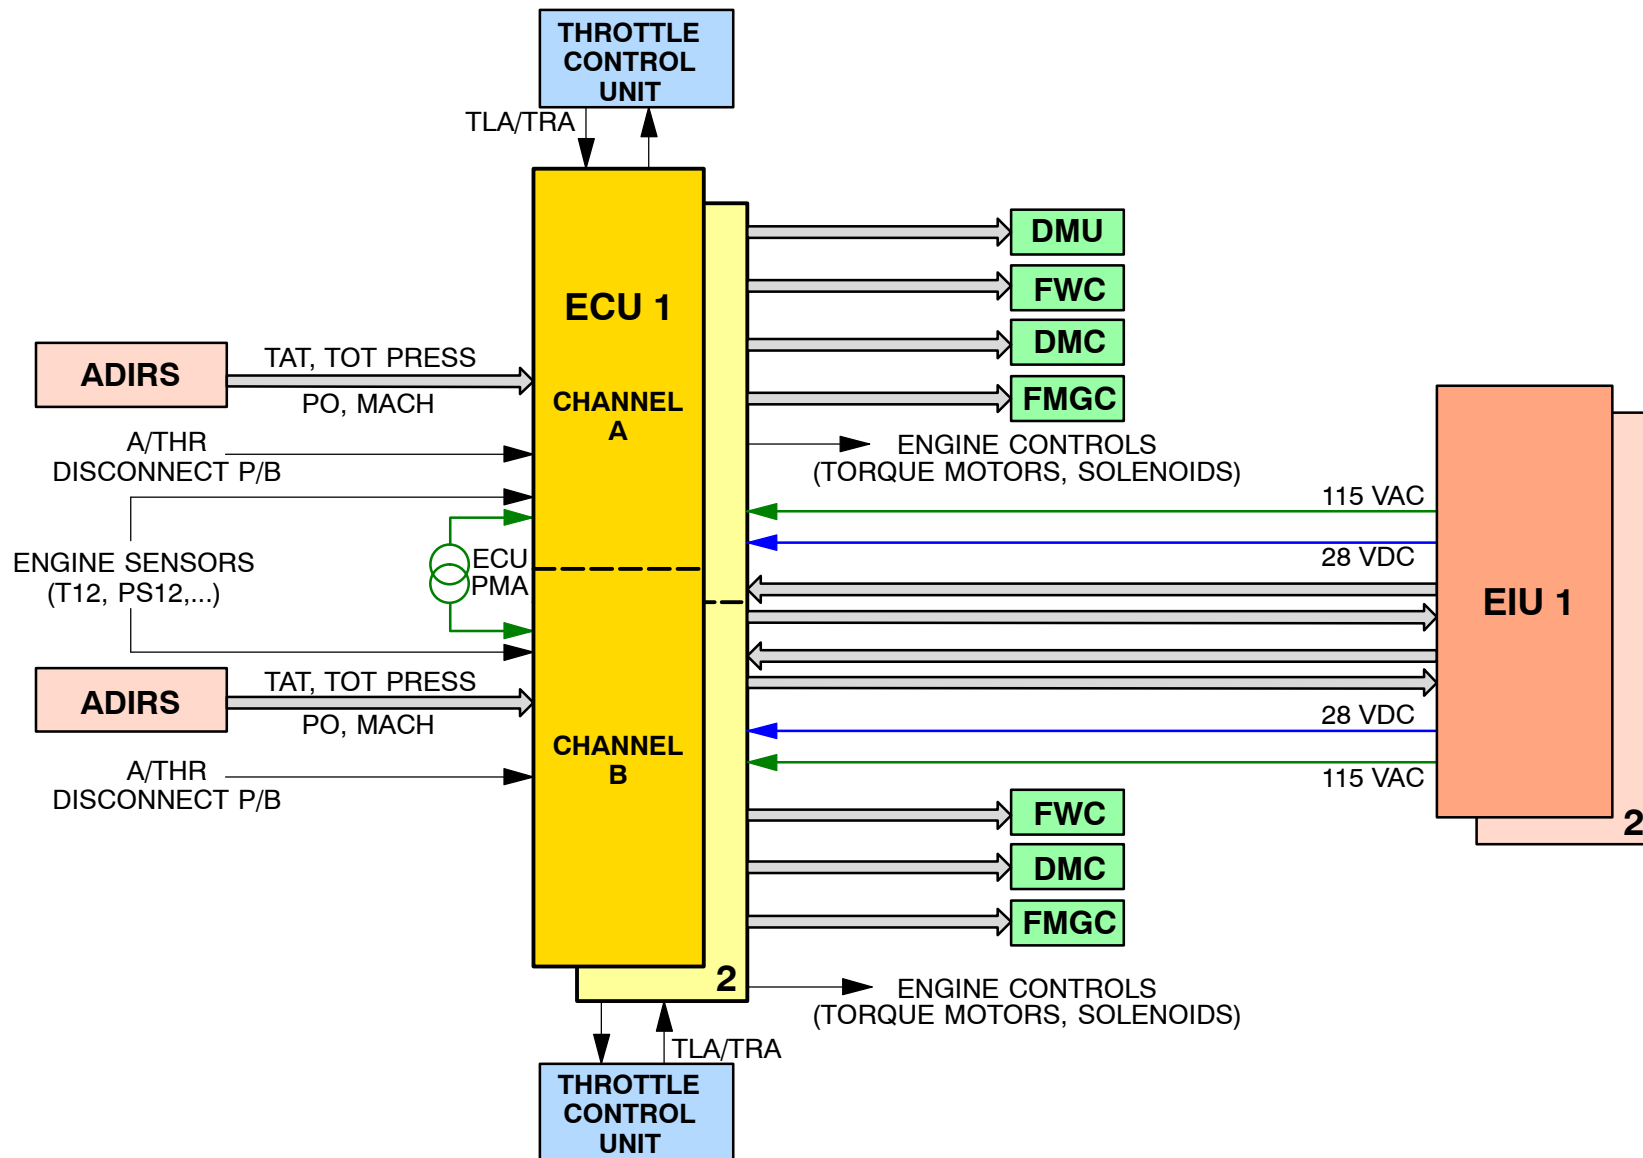 THROTTLE
CONTROL
UNIT
TLA/TRA
DMU
FWC
DMC
FMGC
ECU 1
CHANNEL
A
ADIRS
TAT, TOT PRESS
PO, MACH
A/THR
DISCONNECT P/B
ENGINE CONTROLS
(TORQUE MOTORS, SOLENOIDS)
115 VAC
28 VDC
ENGINE SENSORS
(T12, PS12,...)
ECU
PMA
EIU 1
2
ADIRS
TAT, TOT PRESS
PO, MACH
CHANNEL
B
28 VDC
115 VAC
A/THR
DISCONNECT P/B
FWC
DMC
FMGC
2
ENGINE CONTROLS
(TORQUE MOTORS, SOLENOIDS)
TLA/TRA
THROTTLE
CONTROL
UNIT